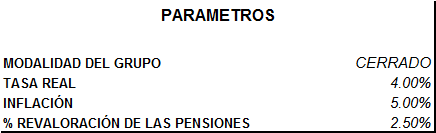 PARAMETROS
MODALIDAD DEL GRUPO CERRADO
TASA REAL 4.00%
INFLACIÓN 5.00%
% REVALORACIÓN DE LAS PENSIONES 2.50%